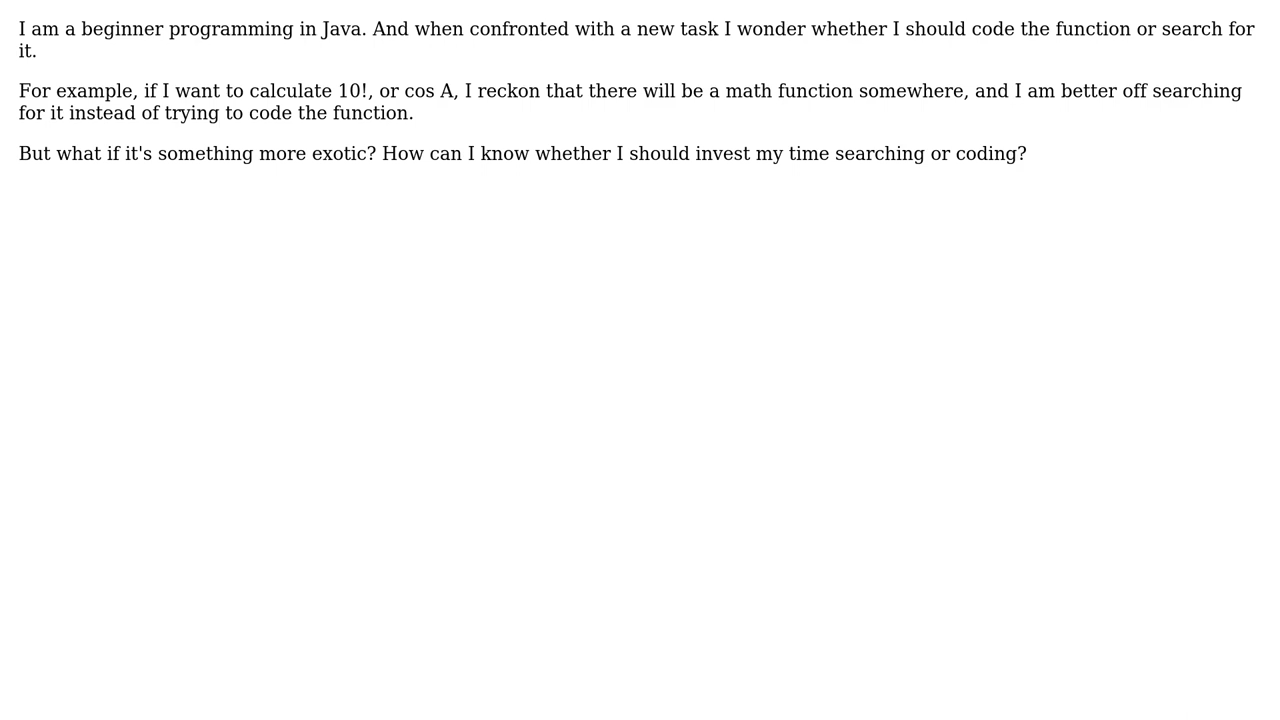 I am a beginner programming in Java. And when confronted with a new task I wonder whether I should code the function or search for
it.
For example, if I want to calculate 10!, or cos A, I reckon that there will be a math function somewhere, and I am better off searching
for it instead of trying to code the function.
But what if it's something more exotic? How can I know whether I should invest my time searching or coding?